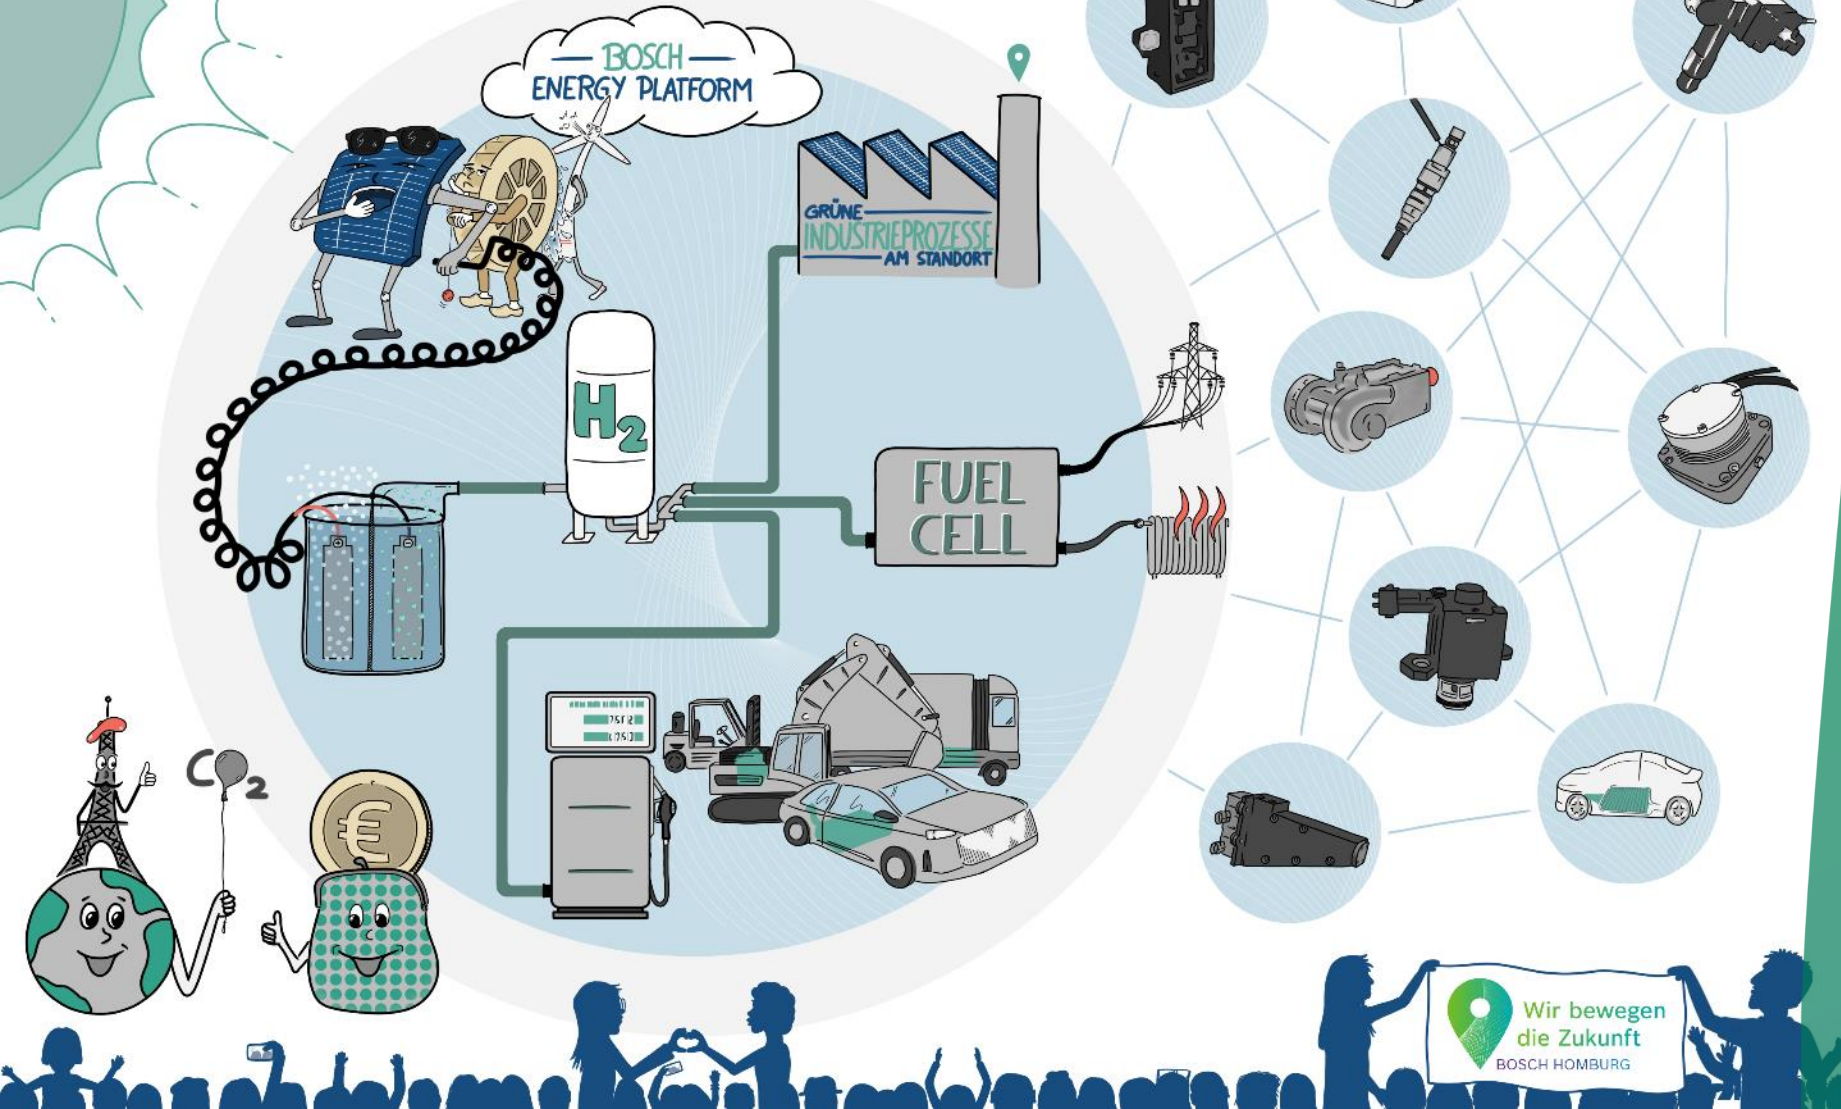 BOSCH
ENERGY PLATFORM
GRÜNE
INDUSTRIEPROZESSE
AM STANDORT
H2
FUEL
CELL
CO2
€
Wir bewegen
die Zukunft
BOSCH HOMBURG